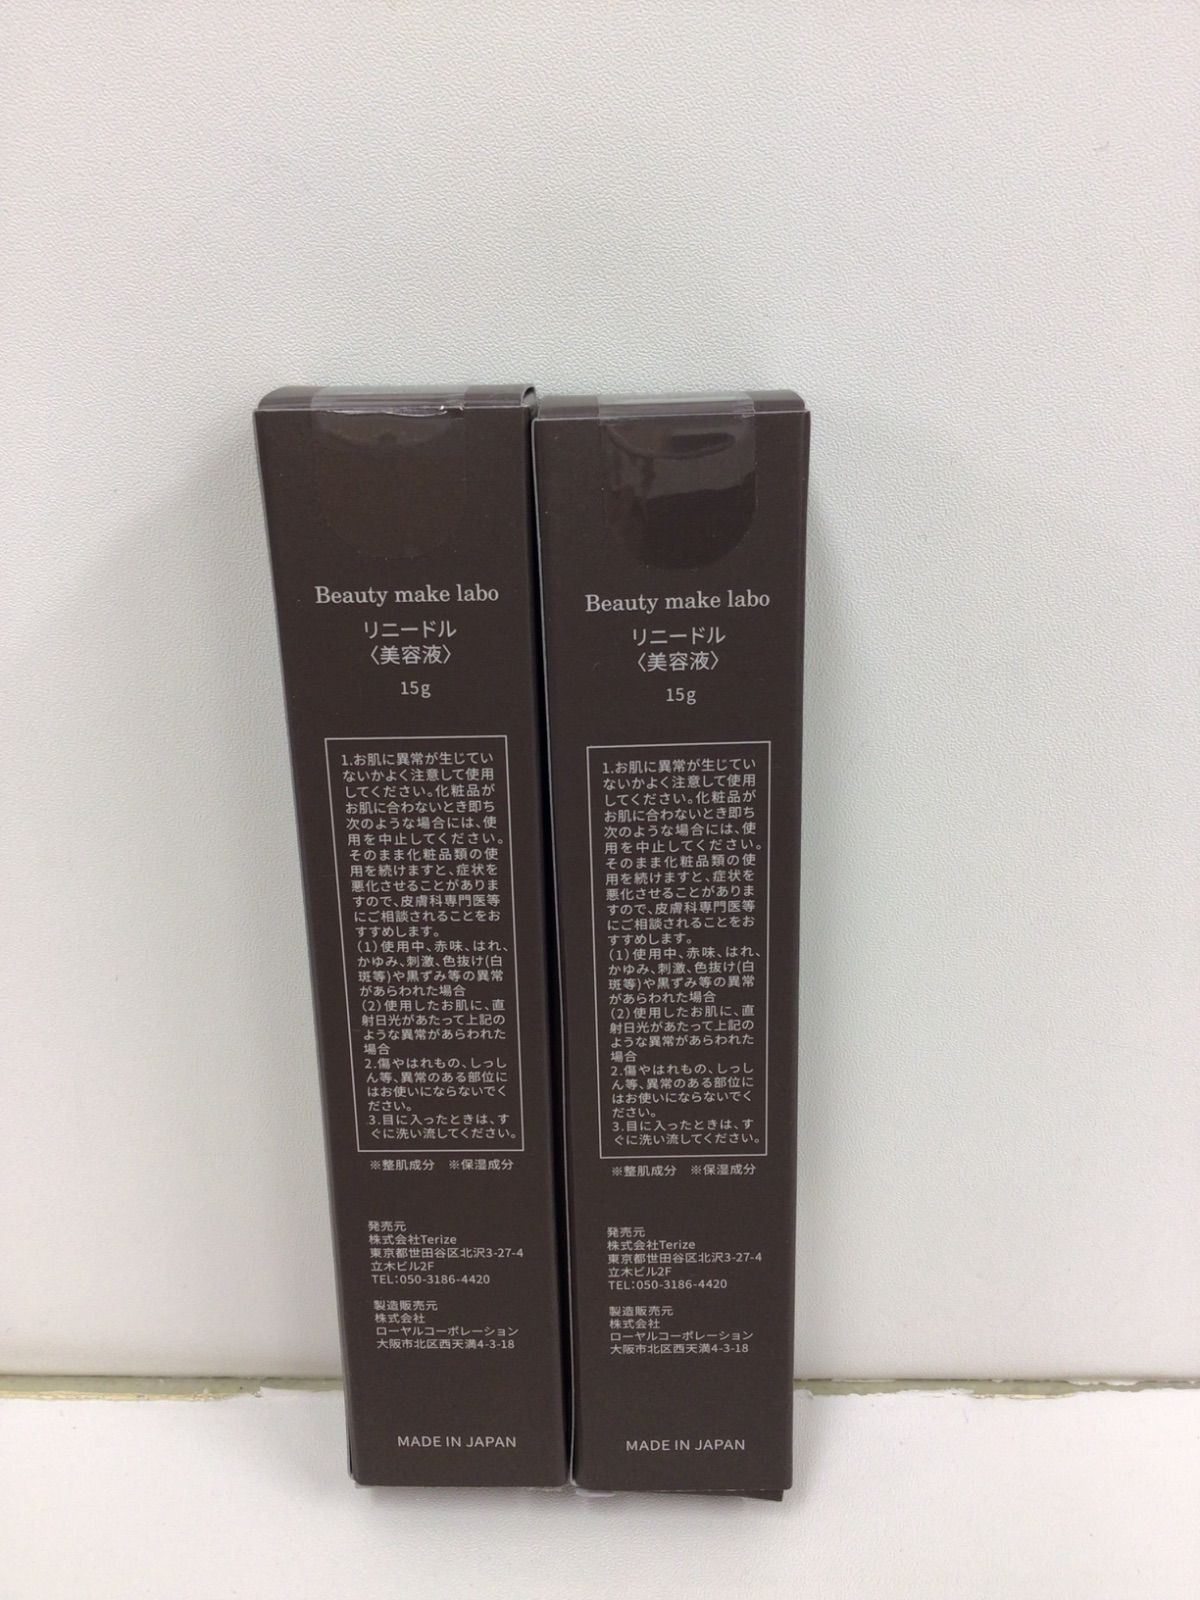 Beauty make labo
リニードル
〈美容液〉
15g
1.お肌に異常が生じてい
ないかよく注意して使用
してください。化粧品が
お肌に合わないとき即ち
次のような場合には、使
用を中止してください。
そのまま化粧品類の使
用を続けますと、症状を
悪化させることがありま
すので、皮膚科専門医等
にご相談されることをお
すすめします。
(1)使用中、赤味、はれ、
かゆみ、刺激、色抜け(白
斑等)や黒ずみ等の異常
があらわれた場合
(2)使用したお肌に、直
射日光があたって上記の
ような異常があらわれた
場合
2.傷やはれもの、しっし
ん等、異常のある部位に
はお使いにならないでく
ださい。
3.目に入ったときは、す
ぐに洗い流してください。
※整肌成分 ※保湿成分
発売元
株式会社Terize
東京都世田谷区北沢3-27-4
立木ビル2F
TEL:050-3186-4420
製造販売元
株式会社
ローヤルコーポレーション
大阪市北区西天満4-3-18
MADE IN JAPAN
Beauty make labo
リニードル
〈美容液〉
15g
1.お肌に異常が生じてい
ないかよく注意して使用
してください。化粧品が
お肌に合わないとき即ち
次のような場合には、使
用を中止してください。
そのまま化粧品類の使
用を続けますと、症状を
悪化させることがありま
すので、皮膚科専門医等
にご相談されることをお
すすめします。
(1)使用中、赤味、はれ、
かゆみ、刺激、色抜け(白
斑等)や黒ずみ等の異常
があらわれた場合
(2)使用したお肌に、直
射日光があたって上記の
ような異常があらわれた
場合
2.傷やはれもの、しっし
ん等、異常のある部位に
はお使いにならないでく
ださい。
3.目に入ったときは、す
ぐに洗い流してください。
※整肌成分 ※保湿成分
発売元
株式会社Terize
東京都世田谷区北沢3-27-4
立木ビル2F
TEL:050-3186-4420
製造販売元
株式会社
ローヤルコーポレーション
大阪市北区西天満4-3-18
MADE IN JAPAN